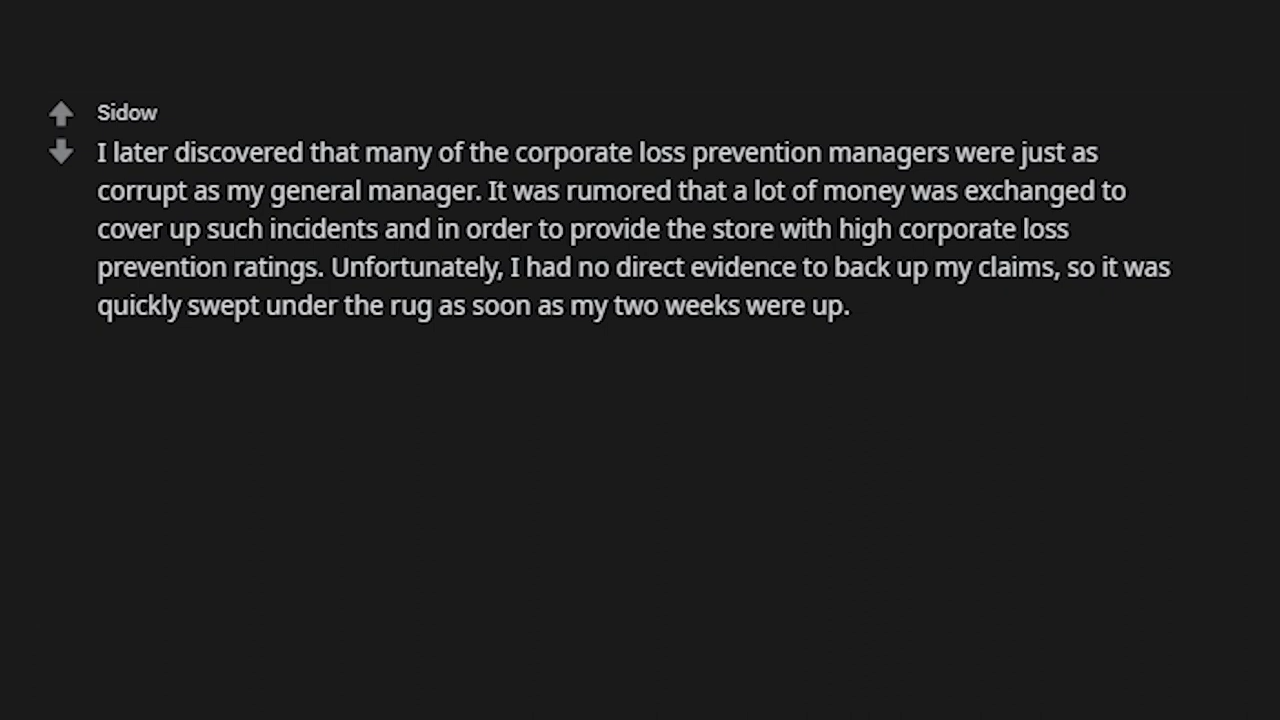 Sidow
I later discovered that many of the corporate loss prevention managers were just as
corrupt as my general manager. It was rumored that a lot of money was exchanged to
cover up such incidents and in order to provide the store with high corporate loss
prevention ratings. Unfortunately, I had no direct evidence to back up my claims, so it was
quickly swept under the rug as soon as my two weeks were up.